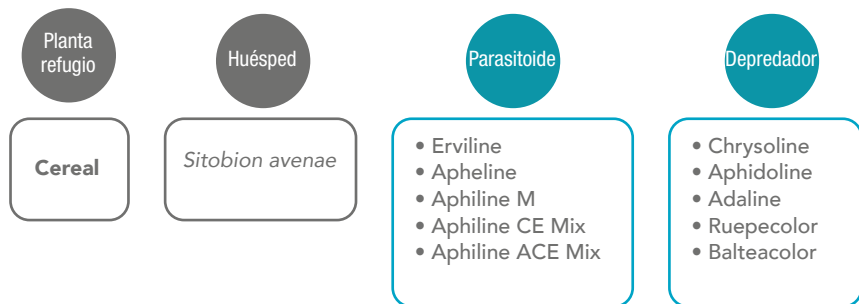 Planta
refugio
Huésped
Parasitoide
Depredador
Cereal
Sitobion avenae
• Erviline
• Apheline
• Aphiline M
• Aphiline CE Mix
• Aphiline ACE Mix
• Chrysoline
• Aphidoline
• Adaline
• Ruepecolor
• Balteacolor